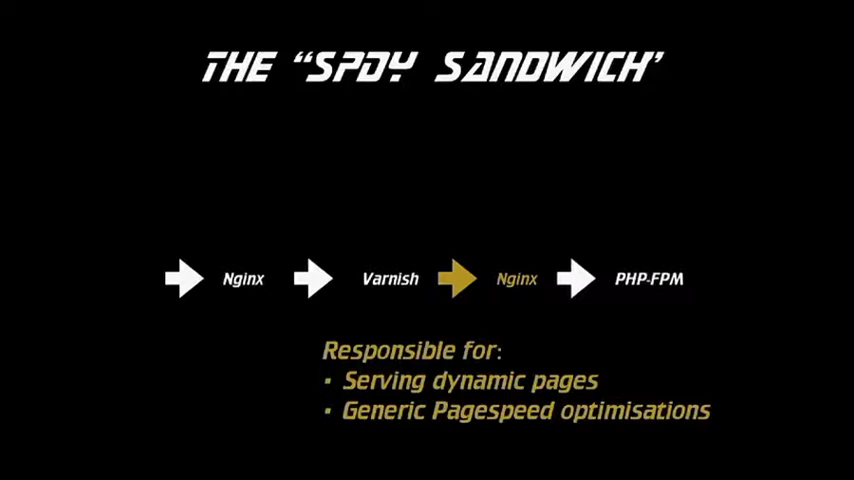 THE “SPDY SANDWICH’
Nginx Varnish Nginx PHP-FPM
Responsible for:
• Serving dynamic pages
• Generic Pagespeed optimisations